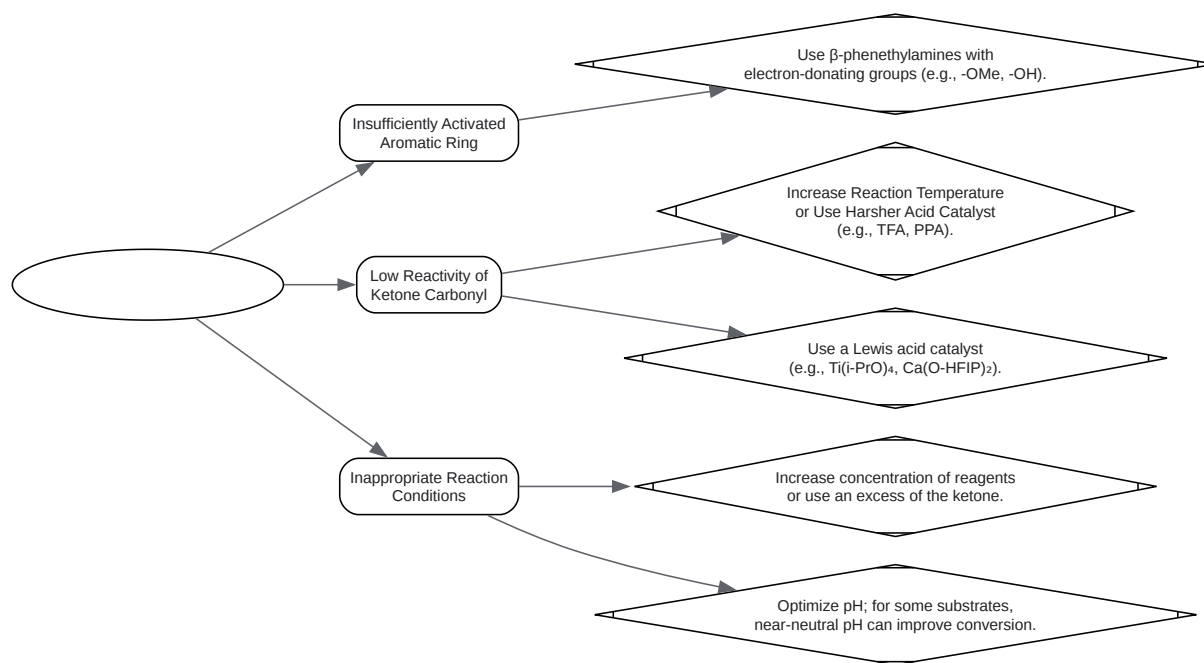 Use β-phenethylamines with
electron-donating groups (e.g., -OMe, -OH).
Insufficiently Activated
Aromatic Ring
Increase Reaction Temperature
or Use Harsher Acid Catalyst
(e.g., TFA, PPA).
Low Reactivity of
Ketone Carbonyl
Use a Lewis acid catalyst
(e.g., Ti(i-PrO)₄, Ca(O-HFIP)₂).
Inappropriate Reaction
Conditions
Increase concentration of reagents
or use an excess of the ketone.
Optimize pH; for some substrates,
near-neutral pH can improve conversion.